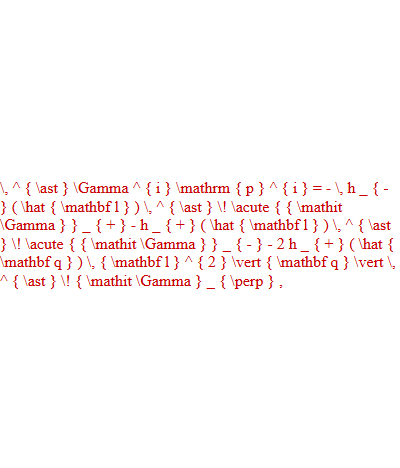 \, ^ { \ast } \Gamma ^ { i } \mathrm { p } ^ { i } = - \, h _ { -
} ( \hat { \mathbf l } ) \, ^ { \ast } \! \acute { { \mathit
\Gamma } } _ { + } - h _ { + } ( \hat { \mathbf l } ) \, ^ { \ast
} \! \acute { { \mathit \Gamma } } _ { - } - 2 h _ { + } ( \hat {
\mathbf q } ) \, { \mathbf l } ^ { 2 } \vert { \mathbf q } \vert \,
^ { \ast } \! { \mathit \Gamma } _ { \perp } ,